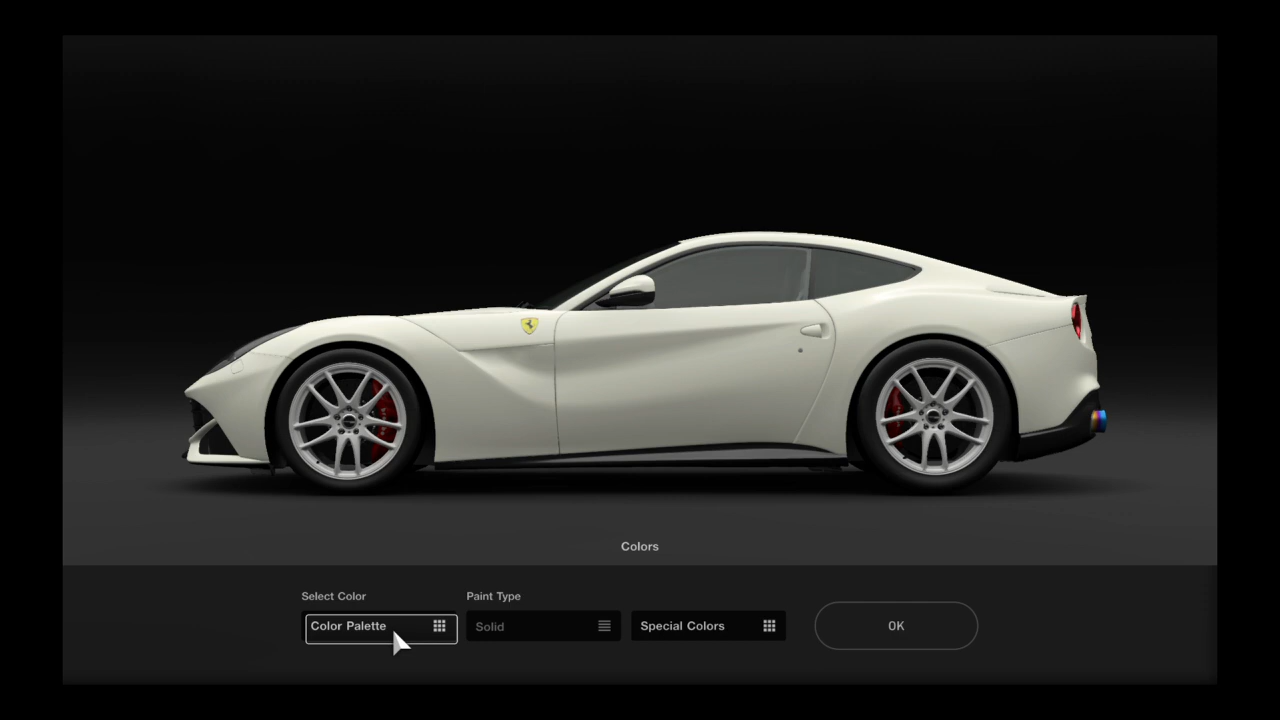 Colors
Select Color
Paint Type
Color Palette
Solid
Special Colors
OK